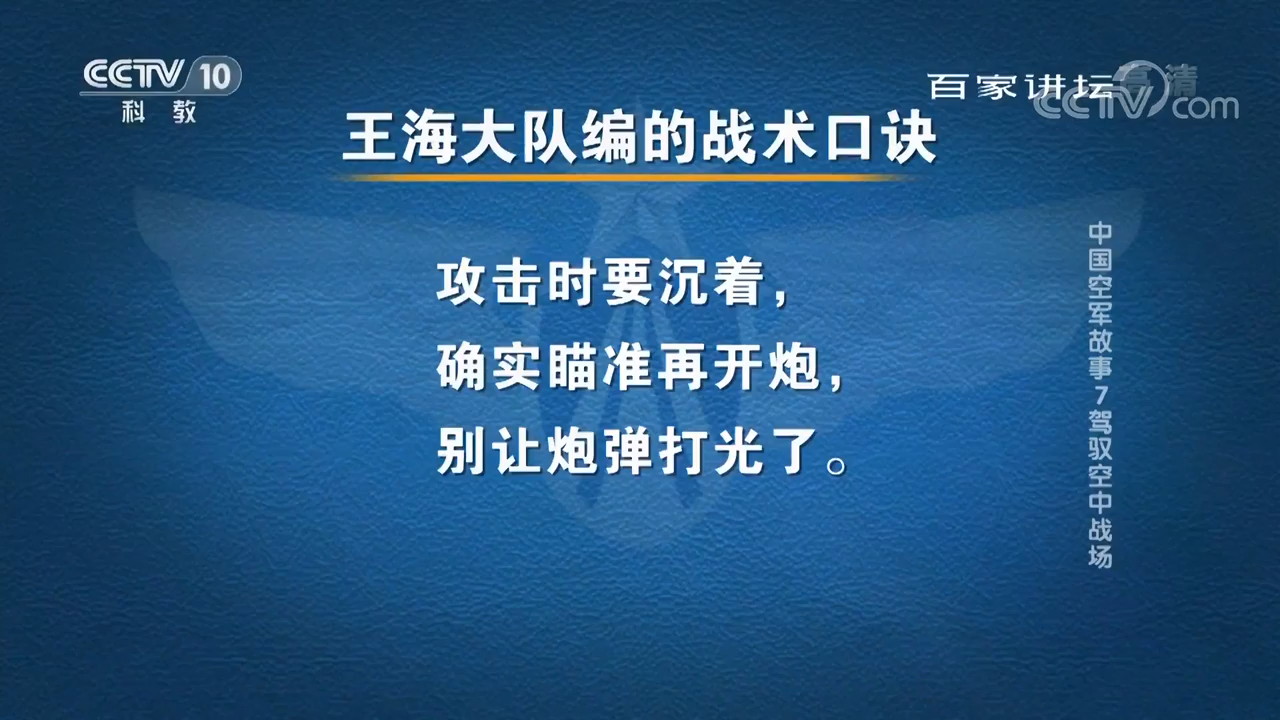 CCTV 10
科教
百家讲坛
高清
CCTV.com
王海大队编的战术口诀
攻击时要沉着，
确实瞄准再开炮，
别让炮弹打光了。
中国空军故事7驾驭空中战场